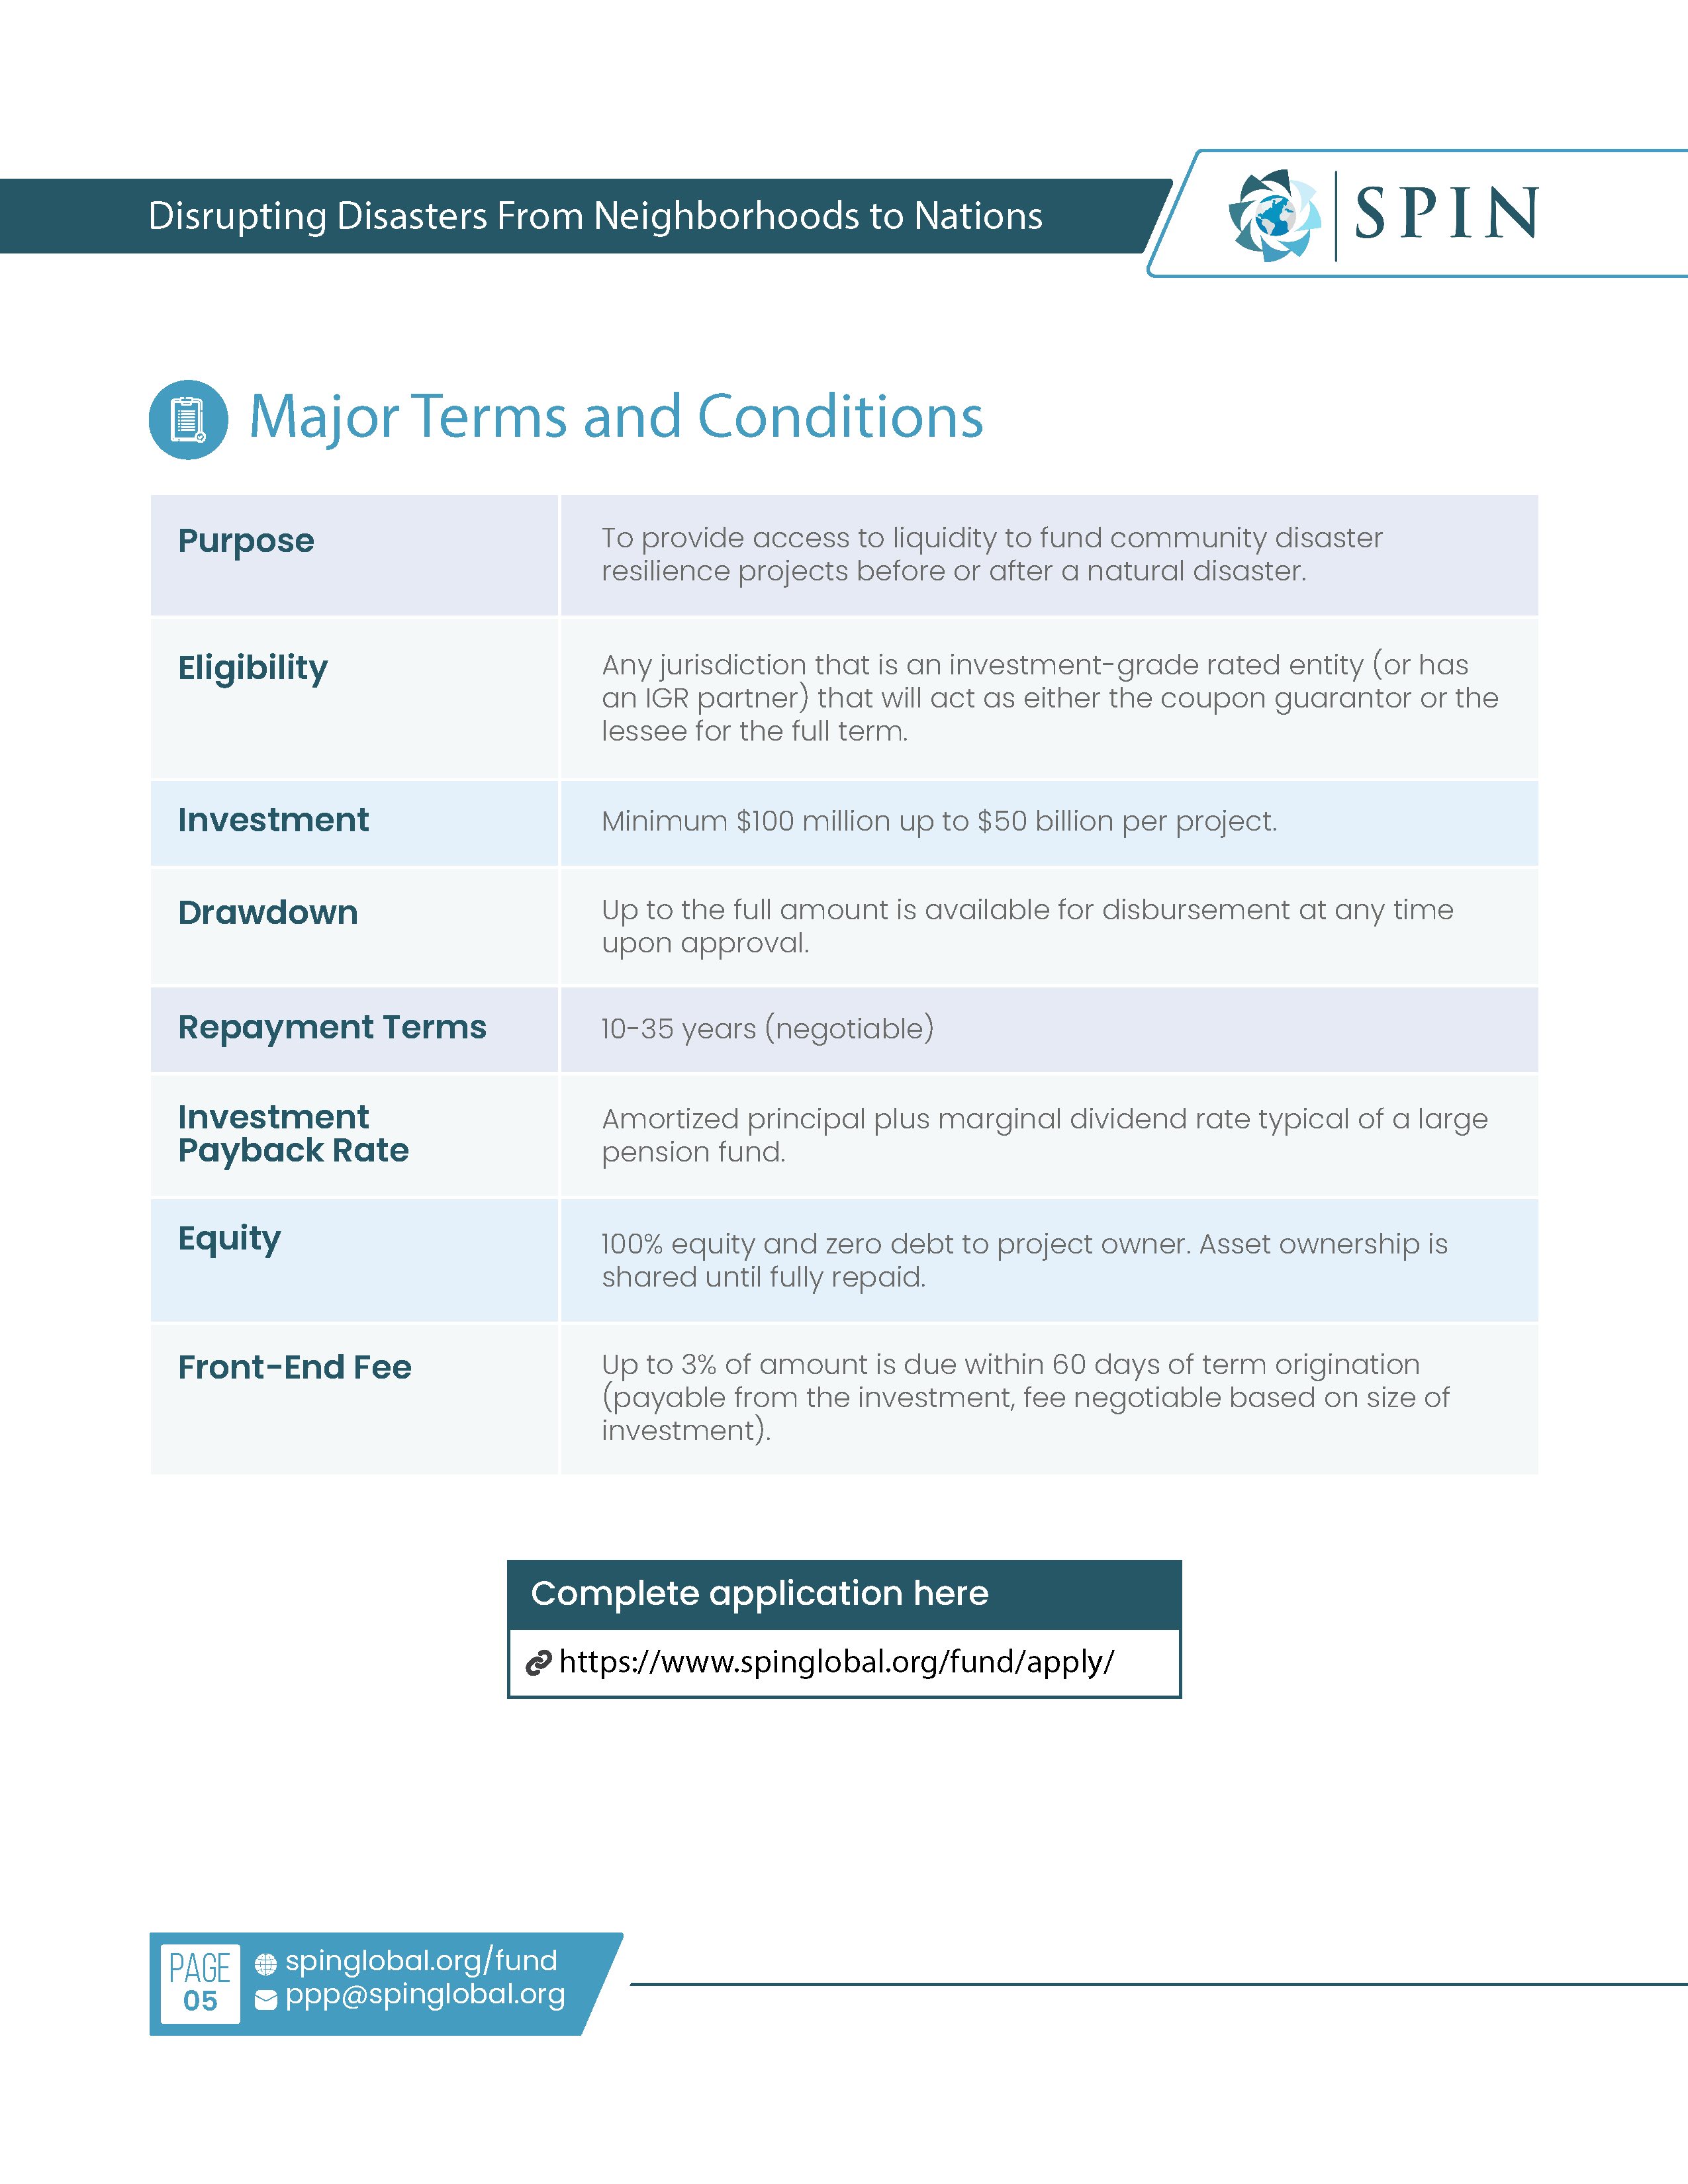 Disrupting Disasters From Neighborhoods to Nations
SPIN
Major Terms and Conditions
Purpose
To provide access to liquidity to fund community disaster
resilience projects before or after a natural disaster.
Eligibility
Any jurisdiction that is an investment-grade rated entity (or has
an IGR partner) that will act as either the coupon guarantor or the
lessee for the full term.
Investment
Minimum $100 million up to $50 billion per project.
Drawdown
Up to the full amount is available for disbursement at any time
upon approval.
Repayment Terms
10-35 years (negotiable)
Investment
Payback Rate
Amortized principal plus marginal dividend rate typical of a large
pension fund.
Equity
100% equity and zero debt to project owner. Asset ownership is
shared until fully repaid.
Front-End Fee
Up to 3% of amount is due within 60 days of term origination
(payable from the investment, fee negotiable based on size of
investment).
Complete application here
https://www.spinglobal.org/fund/apply/
PAGE
05
spinglobal.org/fund
ppp@spinglobal.org